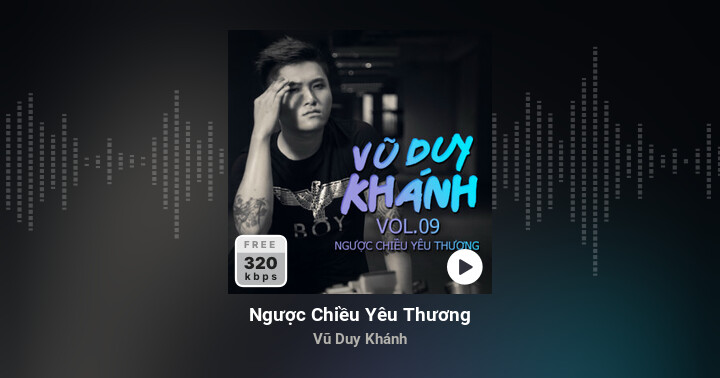 VŨ DUY
KHÁNH
VOL.09
NGƯỢC CHIỀU YÊU THƯƠNG
BOY
FREE
320
kbps
Ngược Chiều Yêu Thương
Vũ Duy Khánh